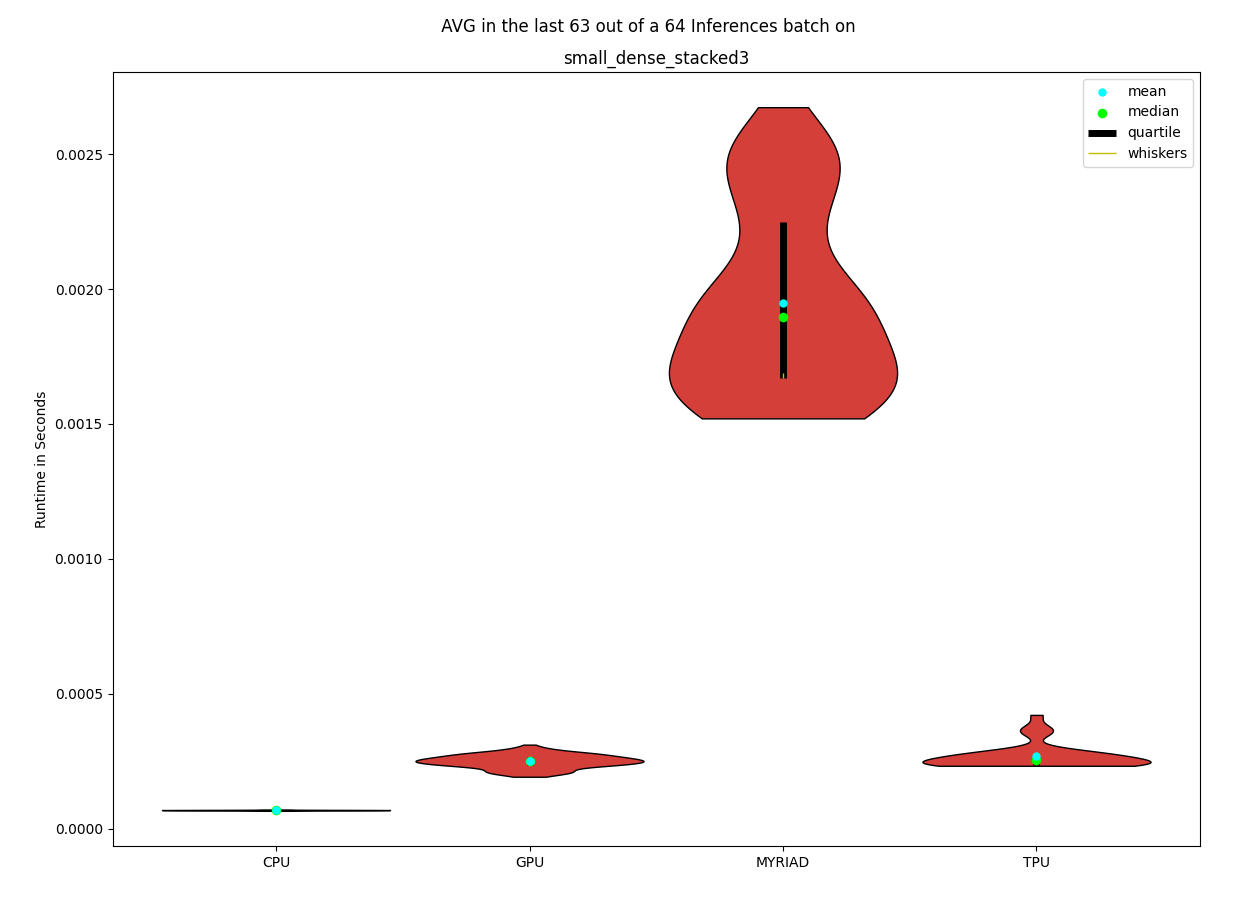 AVG in the last 63 out of a 64 Inferences batch on
small_dense_stacked3
mean
median
quartile
whiskers
Runtime in Seconds
0.0025
0.0020
0.0015
0.0010
0.0005
0.0000
CPU GPU MYRIAD TPU